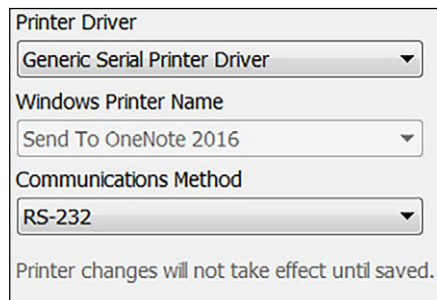 Printer Driver
Generic Serial Printer Driver
Windows Printer Name
Send To OneNote 2016
Communications Method
RS-232
Printer changes will not take effect until saved.